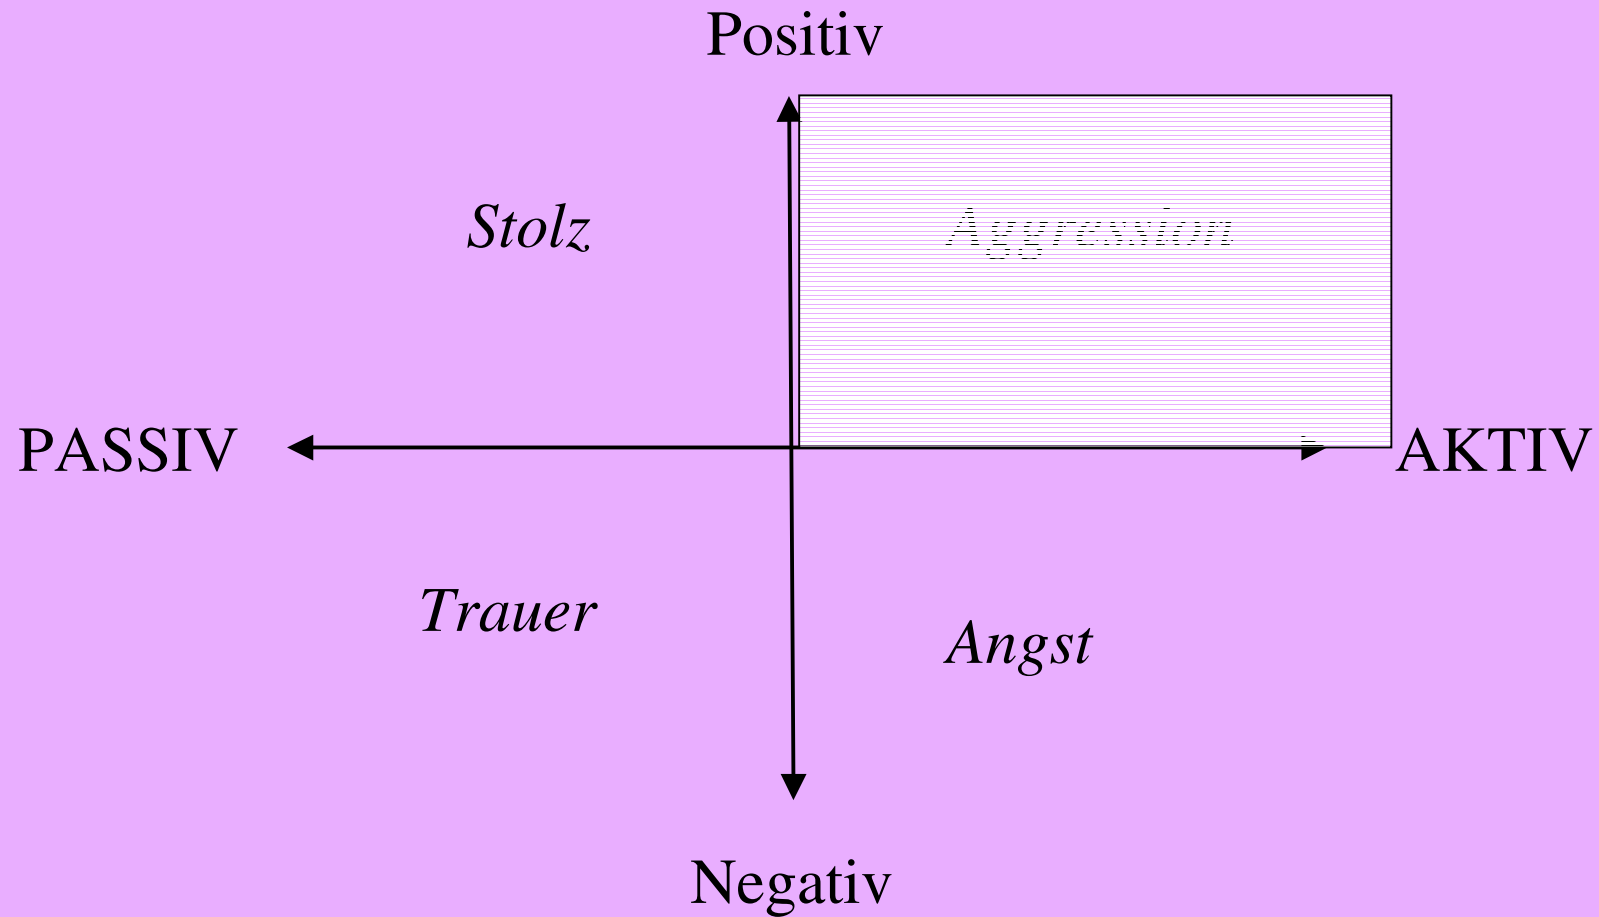 Positiv
Stolz
Aggression
PASSIV
AKTIV
Trauer
Angst
Negativ